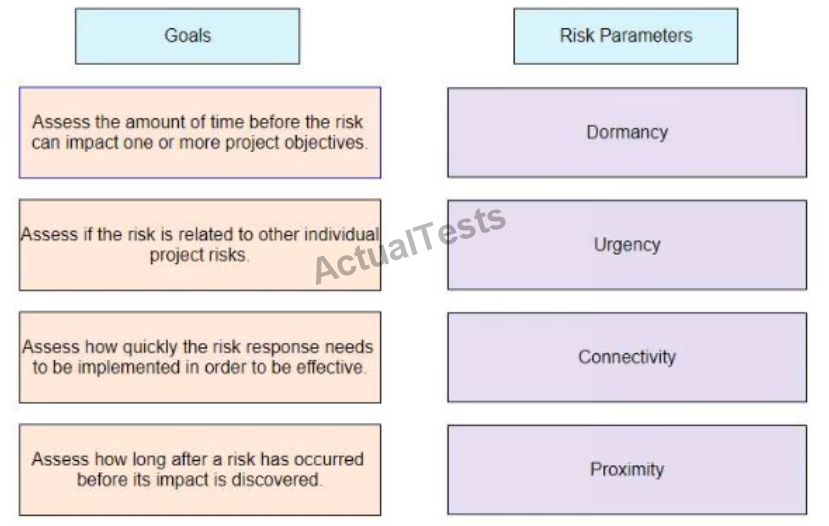 Goals
Risk Parameters
Assess the amount of time before the risk
can impact one or more project objectives.
Dormancy
Assess if the risk is related to other individual
project risks.
Urgency
ActualTests
Assess how quickly the risk response needs
to be implemented in order to be effective.
Connectivity
Assess how long after a risk has occurred
before its impact is discovered.
Proximity